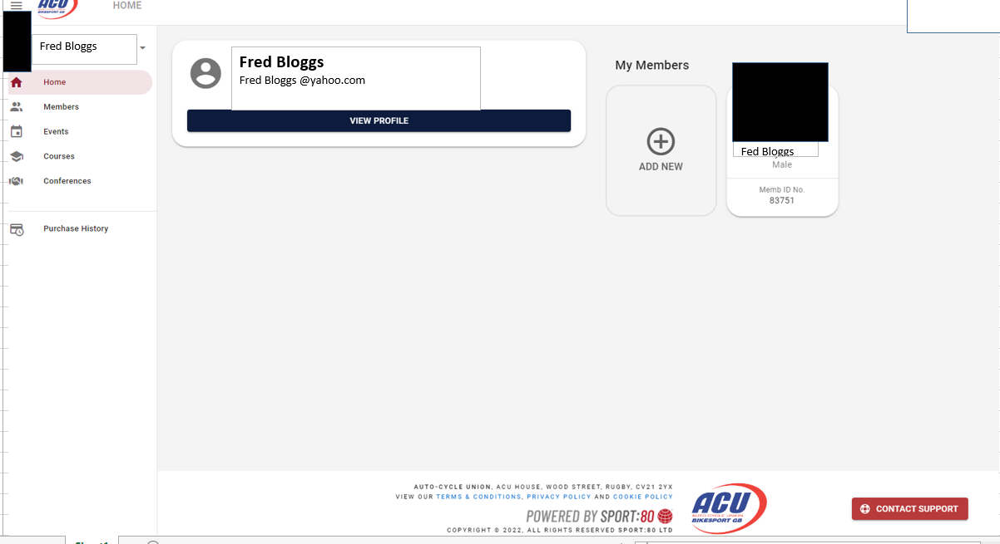 ACU
HOME
Fred Bloggs
Home
Members
Events
Courses
Conferences
Purchase History
Fred Bloggs
Fred Bloggs @yahoo.com
VIEW PROFILE
My Members
ADD NEW
Fed Bloggs
Male
Memb ID No.
83751
AUTO-CYCLE UNION, ACU HOUSE, WOOD STREET, RUGBY, CV21 2YX
VIEW OUR TERMS & CONDITIONS, PRIVACY POLICY AND COOKIE POLICY
POWERED BY SPORT:80
COPYRIGHT © 2022, ALL RIGHTS RESERVED SPORT:80 LTD
ACU
AUTO CYCLE UNION
BIKESPORT GB
CONTACT SUPPORT